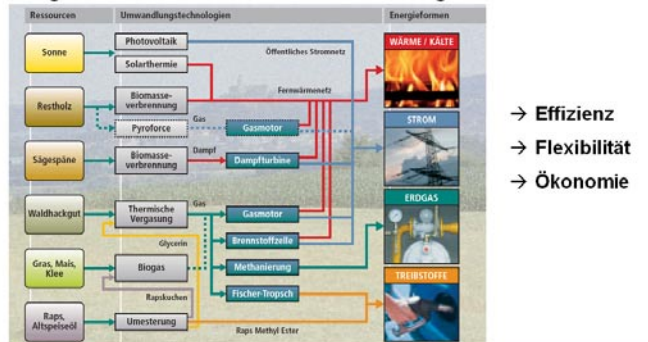 Ressourcen
Umwandlungstechnologien
Energieformen
Sonne
Photovoltaik
Solarthermie
Öffentliches Stromnetz
WÄRME / KÄLTE
Fernwärmenetz
Restholz
Biomasse-
verbrennung
Gas
Pyroforce
Gasmotor
STROM
Sägespäne
Biomasse-
verbrennung
Dampf
Dampfturbine
ERDGAS
Waldhackgut
Thermische
Vergasung
Gas
Gasmotor
Brennstoffzelle
Glycerin
Gras, Mais,
Klee
Biogas
Methanierung
TREIBSTOFFE
Fischer-Tropsch
Rapskuchen
Raps,
Altspeiseöl
Umesterung
Raps Methyl Ester
→ Effizienz
→ Flexibilität
→ Ökonomie